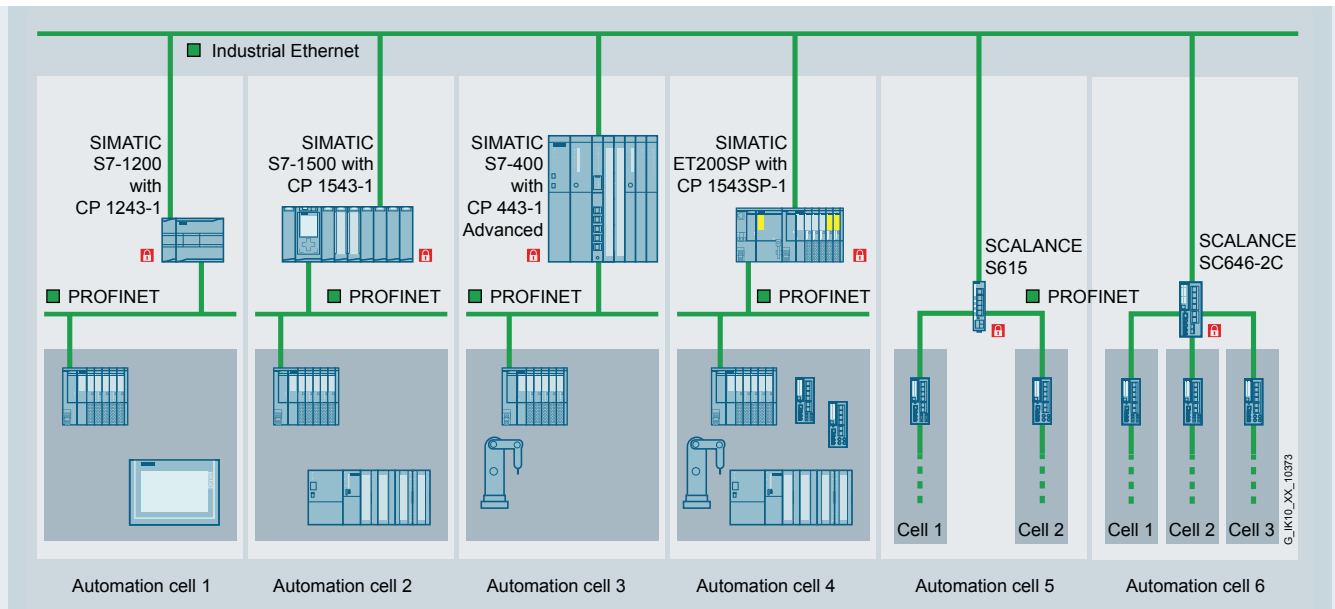 Industrial Ethernet
SIMATIC
S7-1200
with
CP 1243-1
SIMATIC
S7-1500 with
CP 1543-1
SIMATIC
S7-400
with
CP 443-1
Advanced
SIMATIC
ET200SP with
CP 1543SP-1
SCALANCE
S615
SCALANCE
SC646-2C
PROFINET
PROFINET
PROFINET
PROFINET
PROFINET
Cell 1
Cell 2
Cell 1
Cell 2
Cell 3
G_IK10_XX_10373
Automation cell 1
Automation cell 2
Automation cell 3
Automation cell 4
Automation cell 5
Automation cell 6